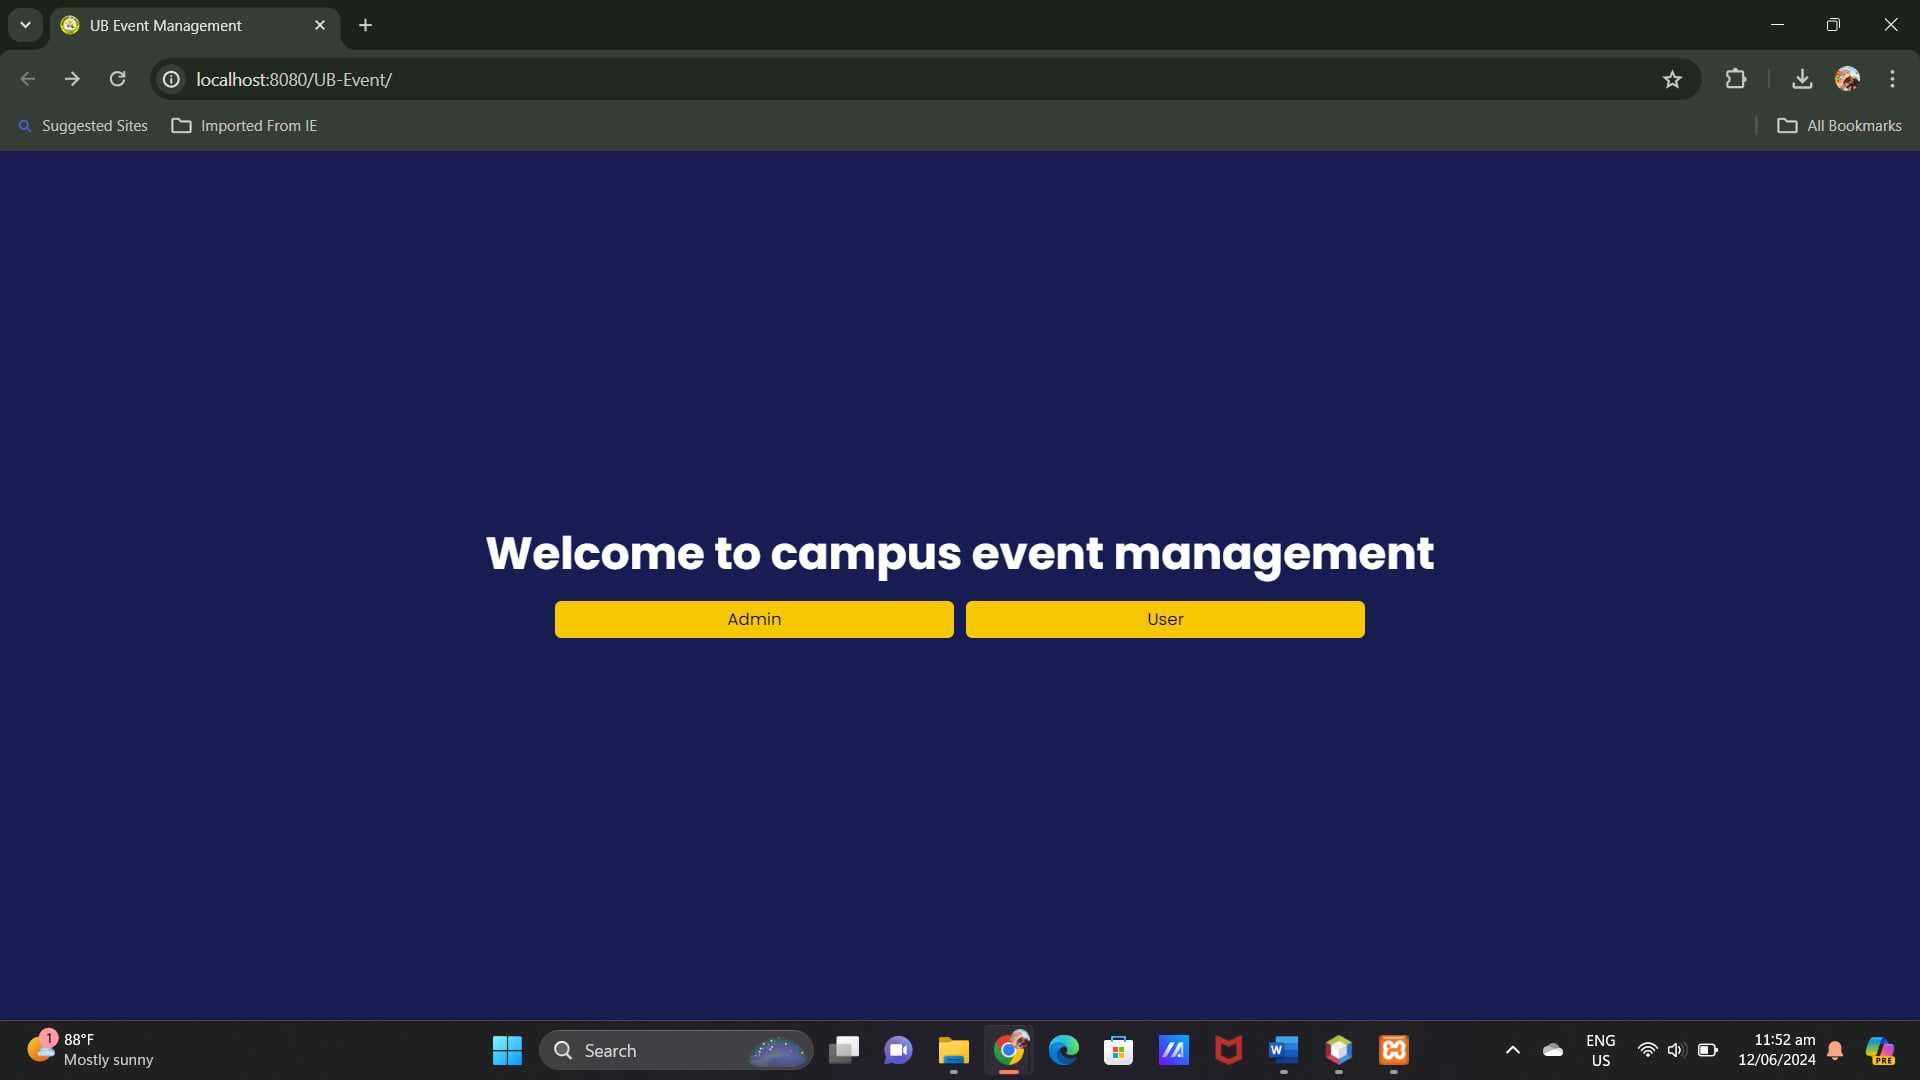 UB Event Management
localhost:8080/UB-Event/
Suggested Sites
Imported From IE
All Bookmarks
Welcome to campus event management
Admin
User
1
88°F
Mostly sunny
Search
W
ENG
US
11:52 am
12/06/2024
PRE